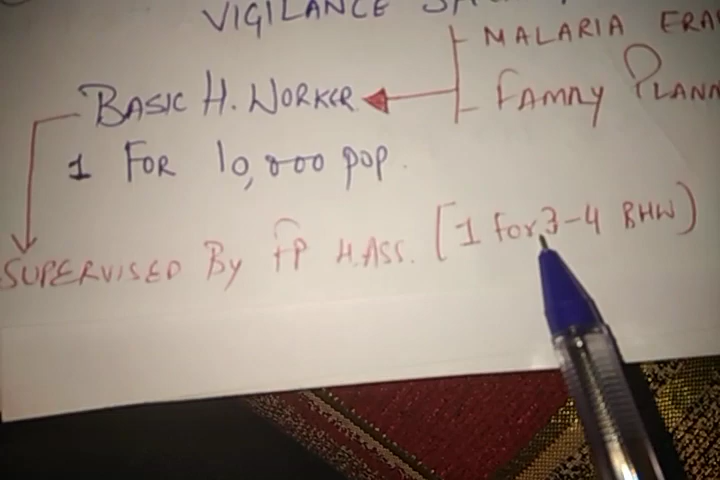 VIGILANCE
MALARIA
BASIC H. WORKER
FAMILY
1 FOR 10,000 POP.
SUPERVISED By FP H.ASS. [1 For 3-4 BHW)